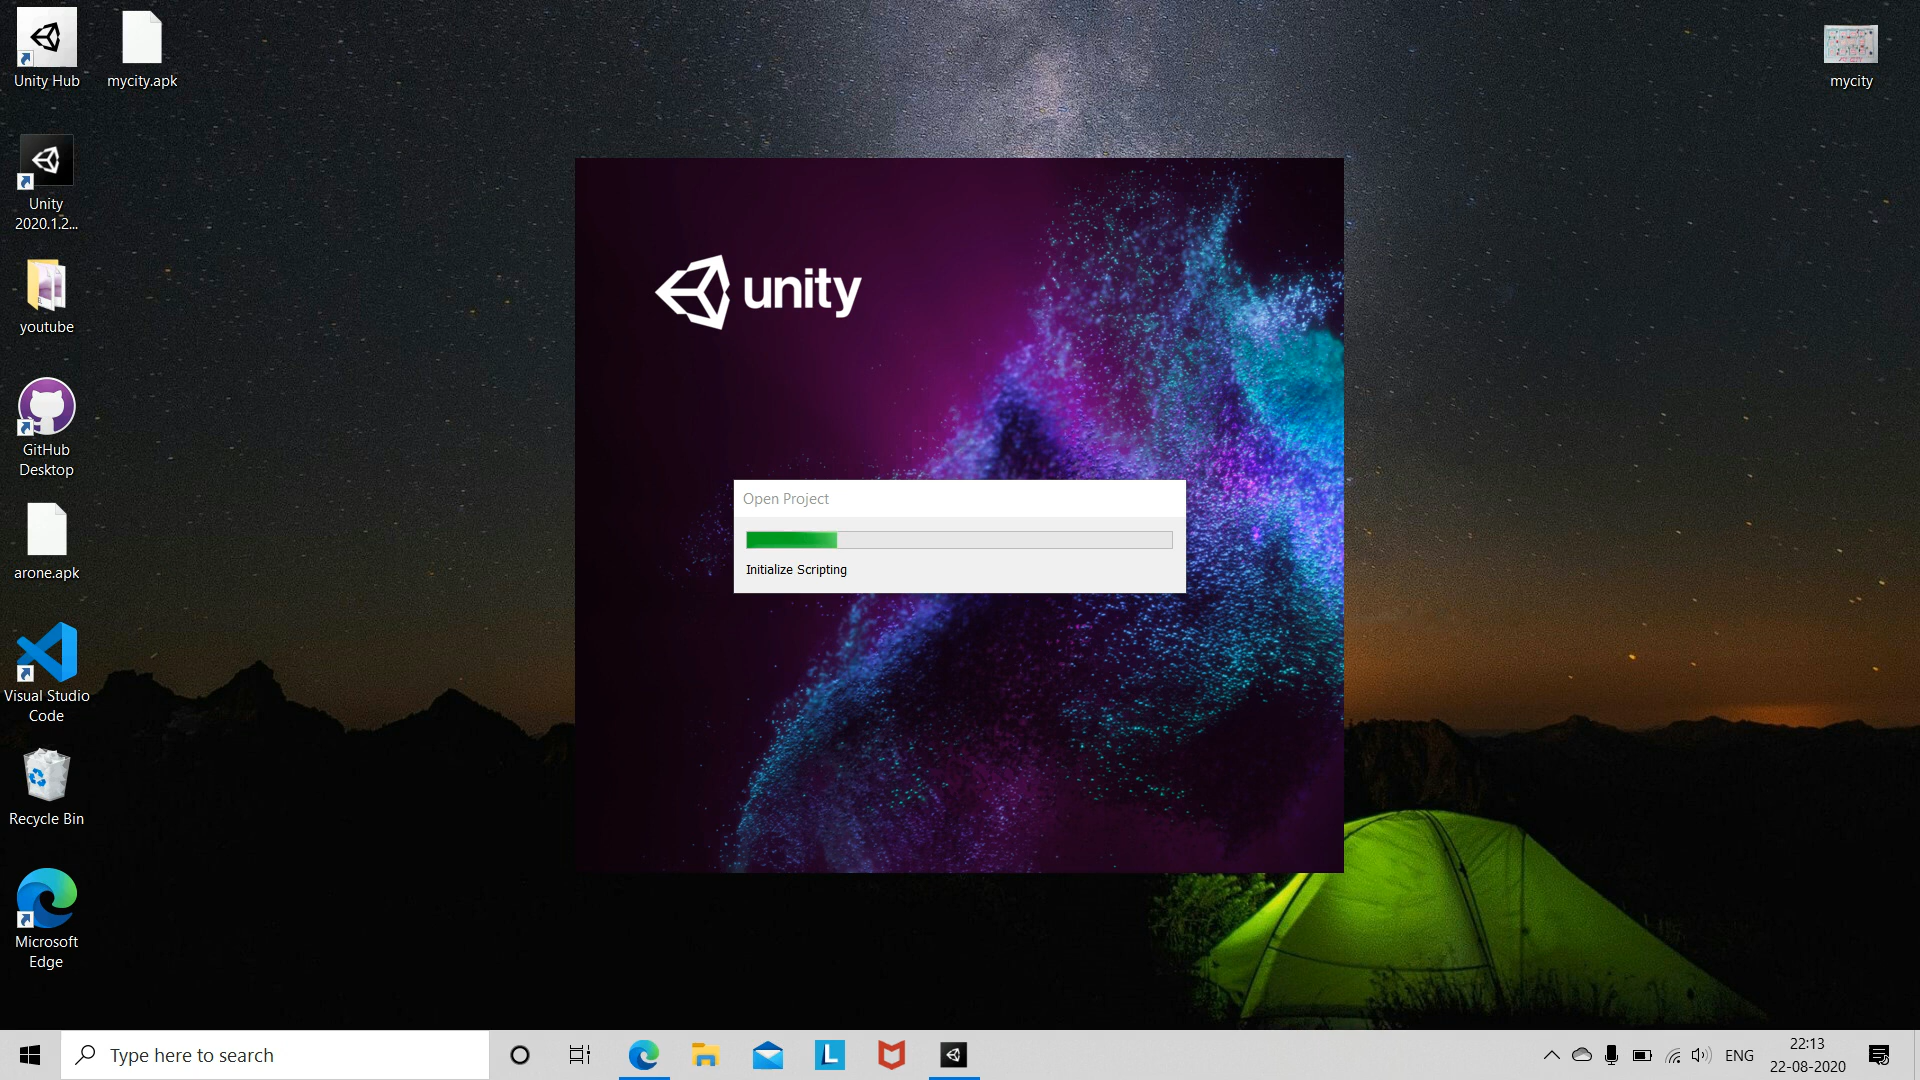 Unity Hub
mycity.apk
mycity
Unity
2020.1.2...
youtube
GitHub
Desktop
arone.apk
Visual Studio
Code
Recycle Bin
Microsoft
Edge
unity
Open Project
Initialize Scripting
Type here to search
L
ENG
22:13
22-08-2020